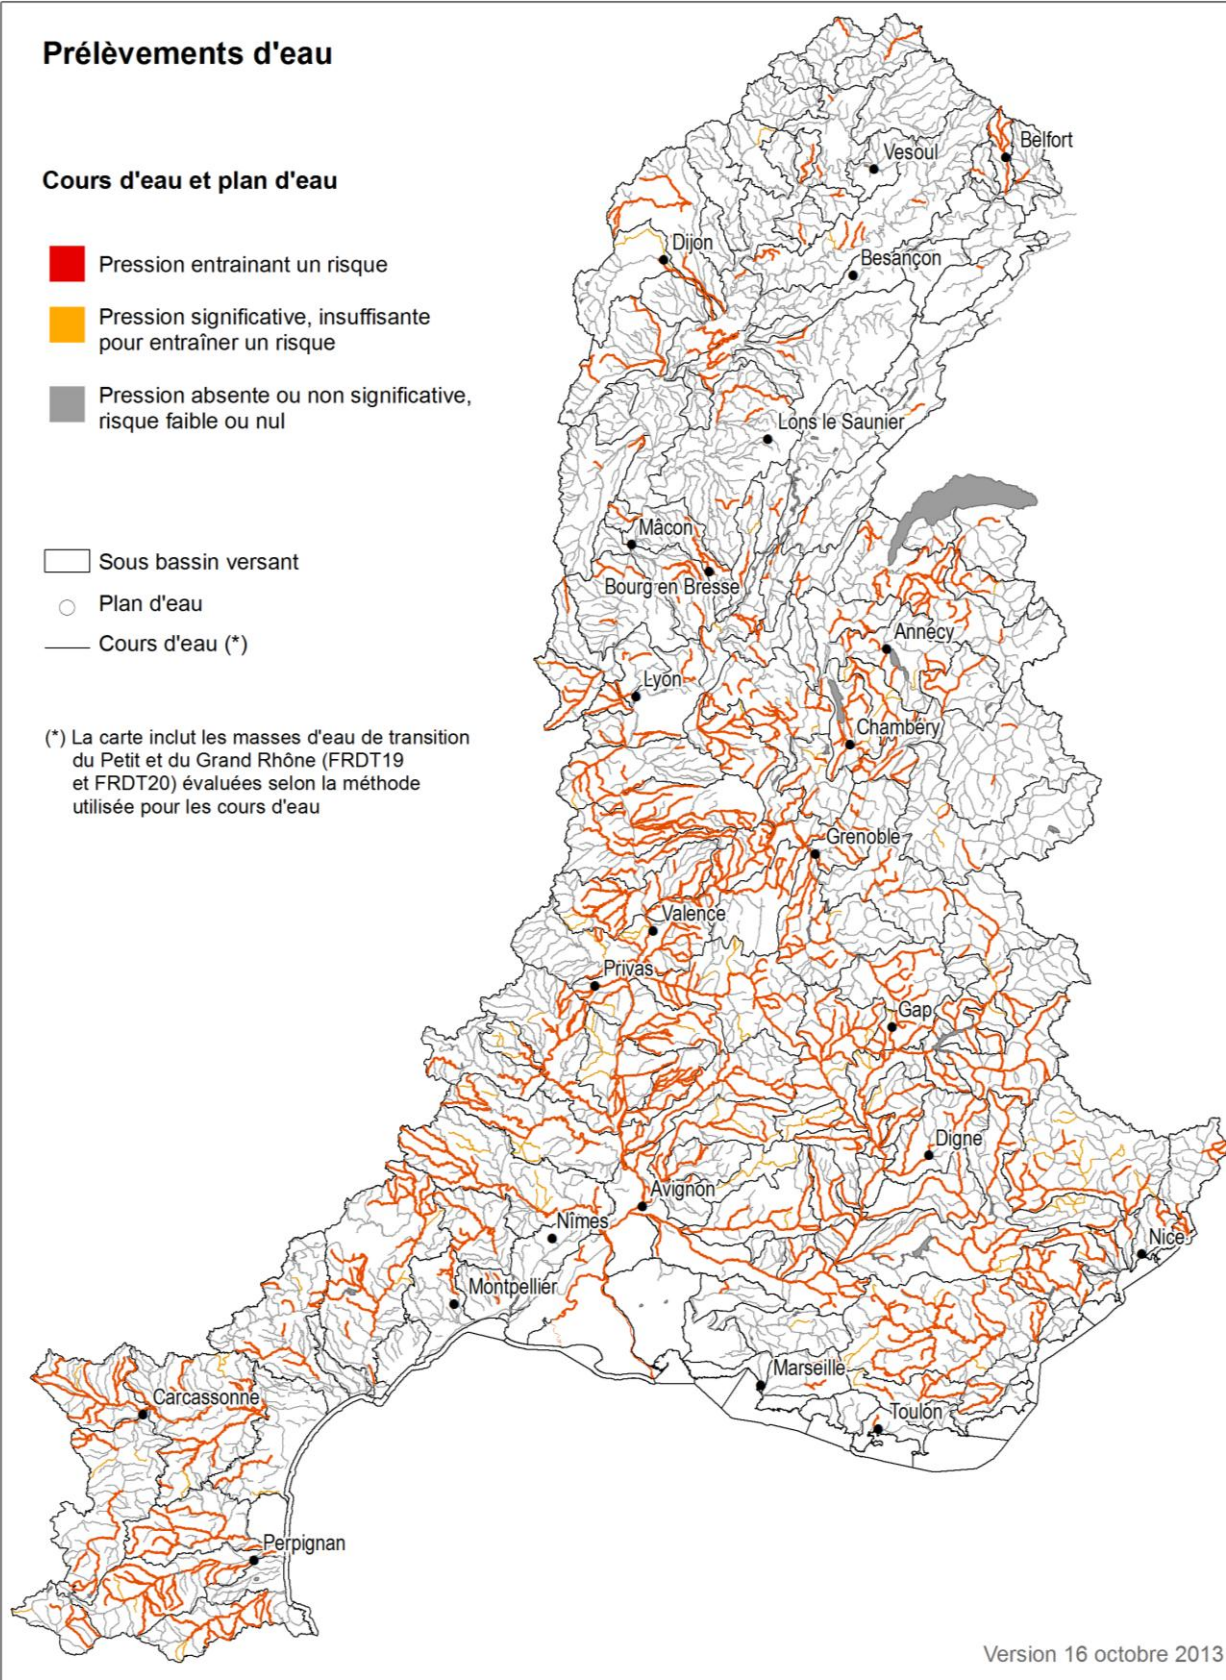 Prélèvements d'eau
Cours d'eau et plan d'eau
Pression entrainant un risque
Pression significative, insuffisante
pour entraîner un risque
Pression absente ou non significative,
risque faible ou nul
Sous bassin versant
Plan d'eau
Cours d'eau (*)
(*) La carte inclut les masses d'eau de transition
du Petit et du Grand Rhône (FRDT19
et FRDT20) évaluées selon la méthode
utilisée pour les cours d'eau
Belfort
Vesoul
Dijon
Besançon
Lons le Saunier
Mâcon
Bourg en Bresse
Annecy
Lyon
Chambéry
Grenoble
Valence
Privas
Gap
Digne
Avignon
Nîmes
Nice
Montpellier
Marseille
Carcassonne
Toulon
Perpignan
Version 16 octobre 2013